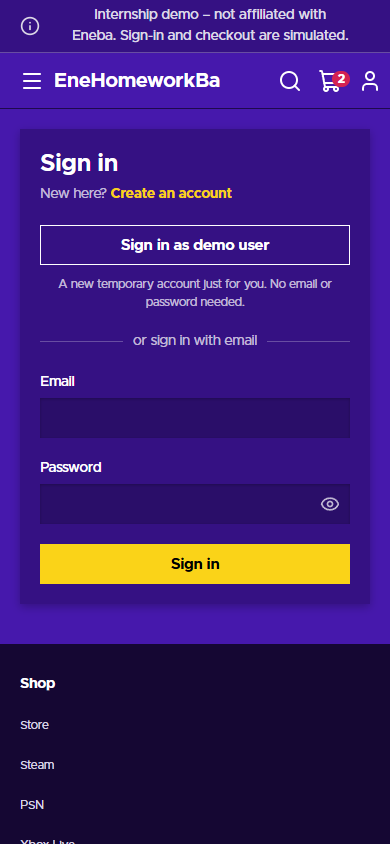 Internship demo – not affiliated with
Eneba. Sign-in and checkout are simulated.
EneHomeworkBa
2
Sign in
New here? Create an account
Sign in as demo user
A new temporary account just for you. No email or
password needed.
or sign in with email
Email
Password
Sign in
Shop
Store
Steam
PSN
Xbox Live